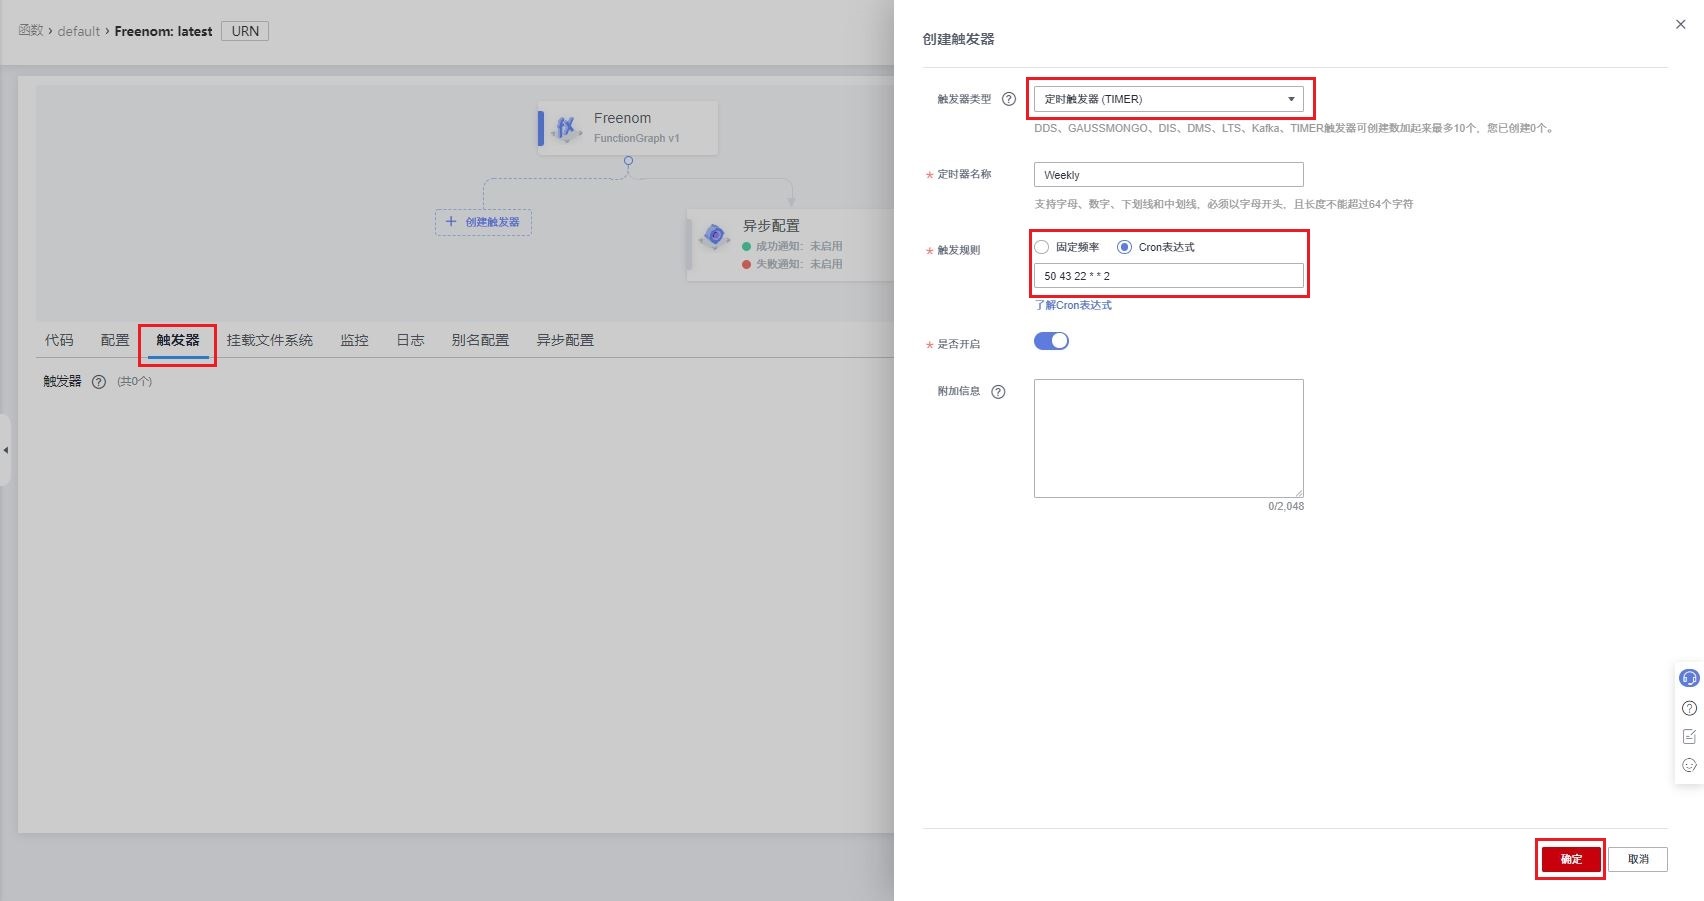 函数 › default › Freenom: latest URN
Freenom
FunctionGraph v1
+ 创建触发器
异步配置
成功通知：未启用
失败通知：未启用
代码 配置 触发器 挂载文件系统 监控 日志 别名配置 异步配置
触发器 (共0个)
创建触发器
触发器类型 定时触发器 (TIMER)
DDS、GAUSSMONGO、DIS、DMS、LTS、Kafka、TIMER触发器可创建数加起来最多10个，您已创建0个。
* 定时器名称 Weekly
支持字母、数字、下划线和中划线，必须以字母开头，且长度不能超过64个字符
* 触发规则 固定频率 Cron表达式
50 43 22 * * 2
了解Cron表达式
* 是否开启
附加信息
0/2,048
确定 取消